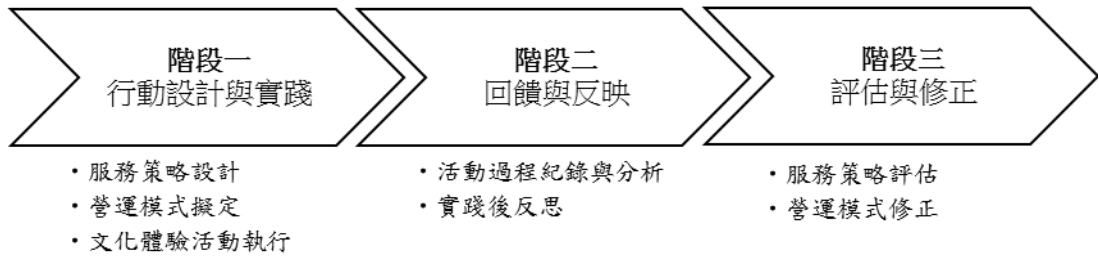 階段一
行動設計與實踐
・服務策略設計
・營運模式擬定
・文化體驗活動執行
階段二
回饋與反映
・活動過程紀錄與分析
・實踐後反思
階段三
評估與修正
・服務策略評估
・營運模式修正